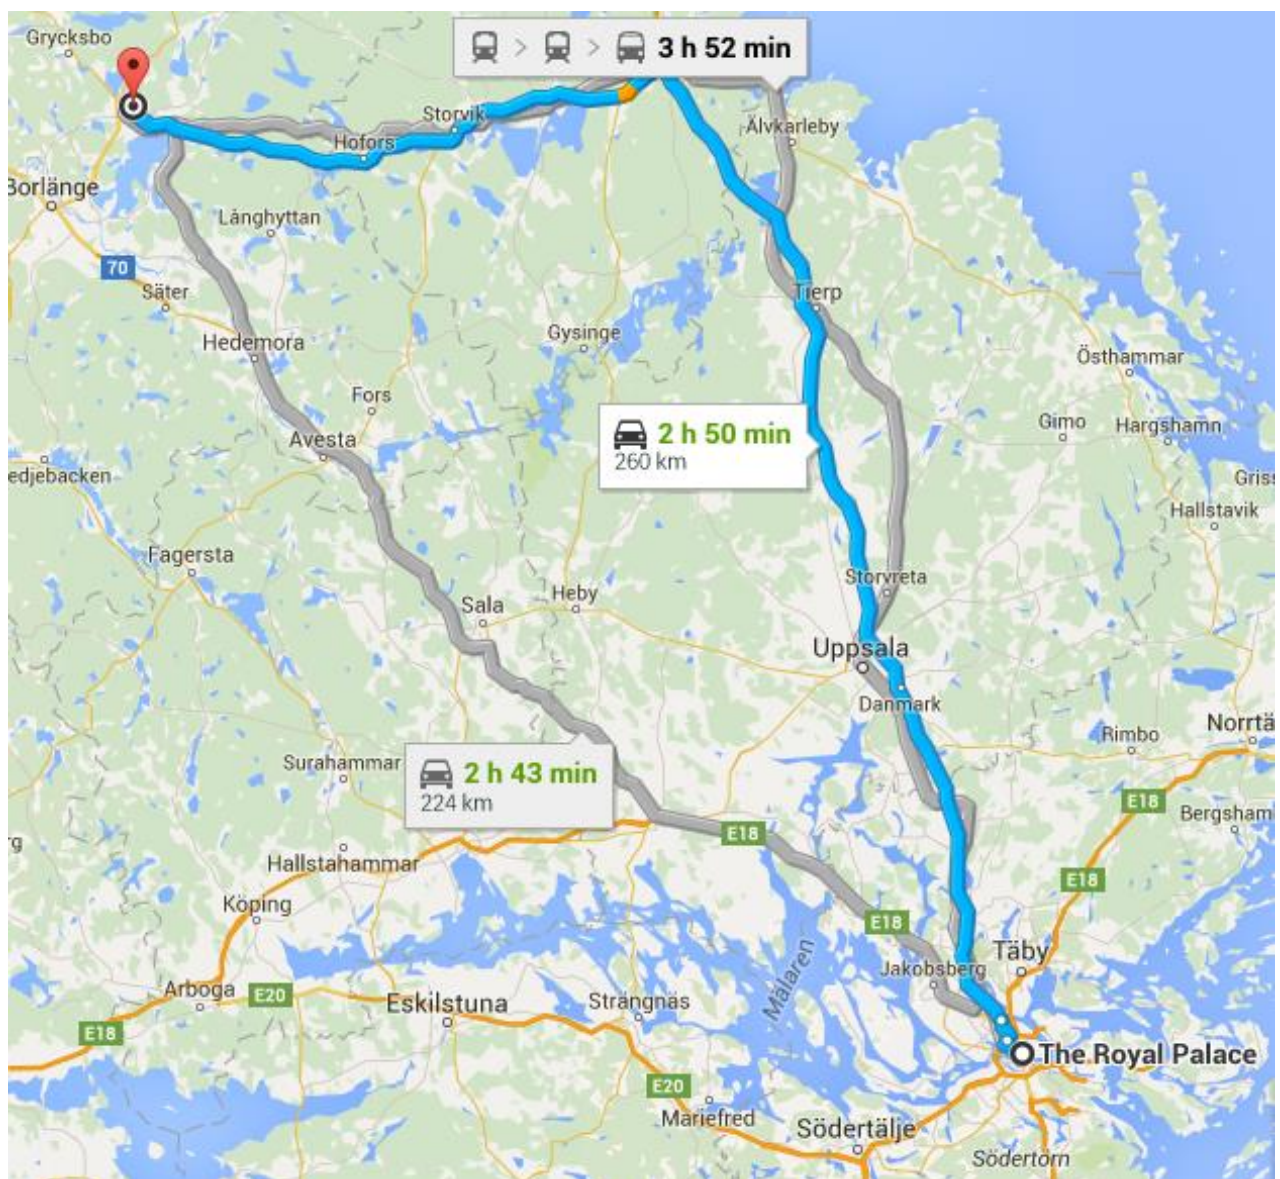 Grycksbo
> > 3 h 52 min
Storvik
Älvkarleby
Hofors
Borlänge
Långhyttan
70
Säter
Tierp
Gysinge
Hedemora
Östhammar
Fors
Gimo
Hargshamn
Avesta
2 h 50 min
260 km
edjebacken
Griss
Hallstavik
Fagersta
Storvreta
Heby
Sala
Uppsala
Danmark
Norrtä
Rimbo
Surahammar
2 h 43 min
224 km
E18
Bergsham
E18
rg
Hallstahammar
E18
Köping
E18
Täby
Jakobsberg
Mälaren
Arboga
E20
Eskilstuna
Strängnäs
E18
The Royal Palace
E20
Mariefred
Södertälje
Södertörn